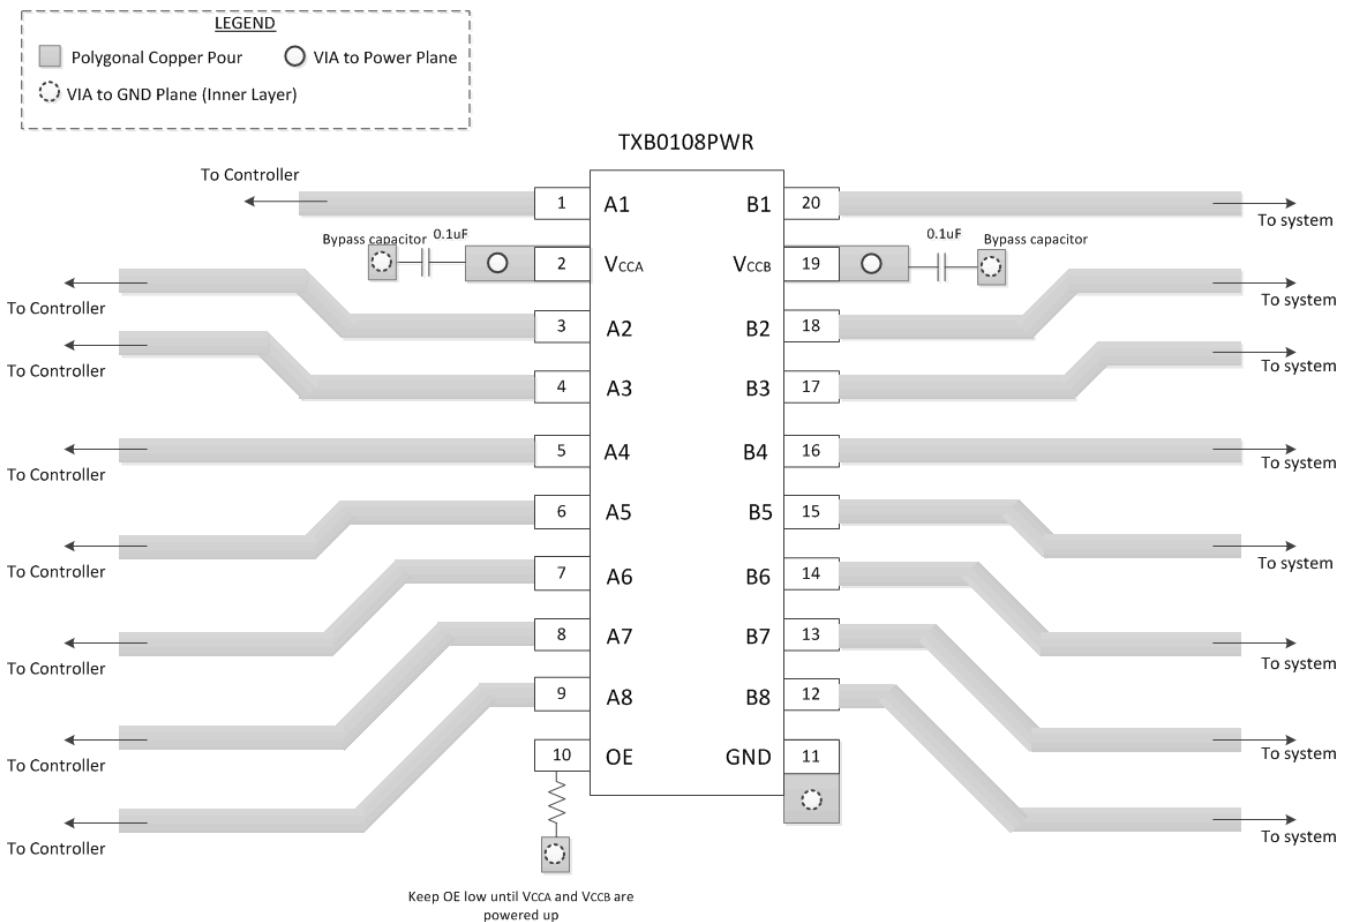 LEGEND
Polygonal Copper Pour
VIA to Power Plane
VIA to GND Plane (Inner Layer)
TXB0108PWR
To Controller
1
A1
B1
20
To system
Bypass capacitor
0.1uF
2
VCCA
VCCB
19
0.1uF
Bypass capacitor
To Controller
3
A2
B2
18
To system
To Controller
4
A3
B3
17
To system
To Controller
5
A4
B4
16
To system
To Controller
6
A5
B5
15
To system
To Controller
7
A6
B6
14
To system
To Controller
8
A7
B7
13
To system
To Controller
9
A8
B8
12
To system
10
OE
GND
11
Keep OE low until VCCA and VCCB are
powered up